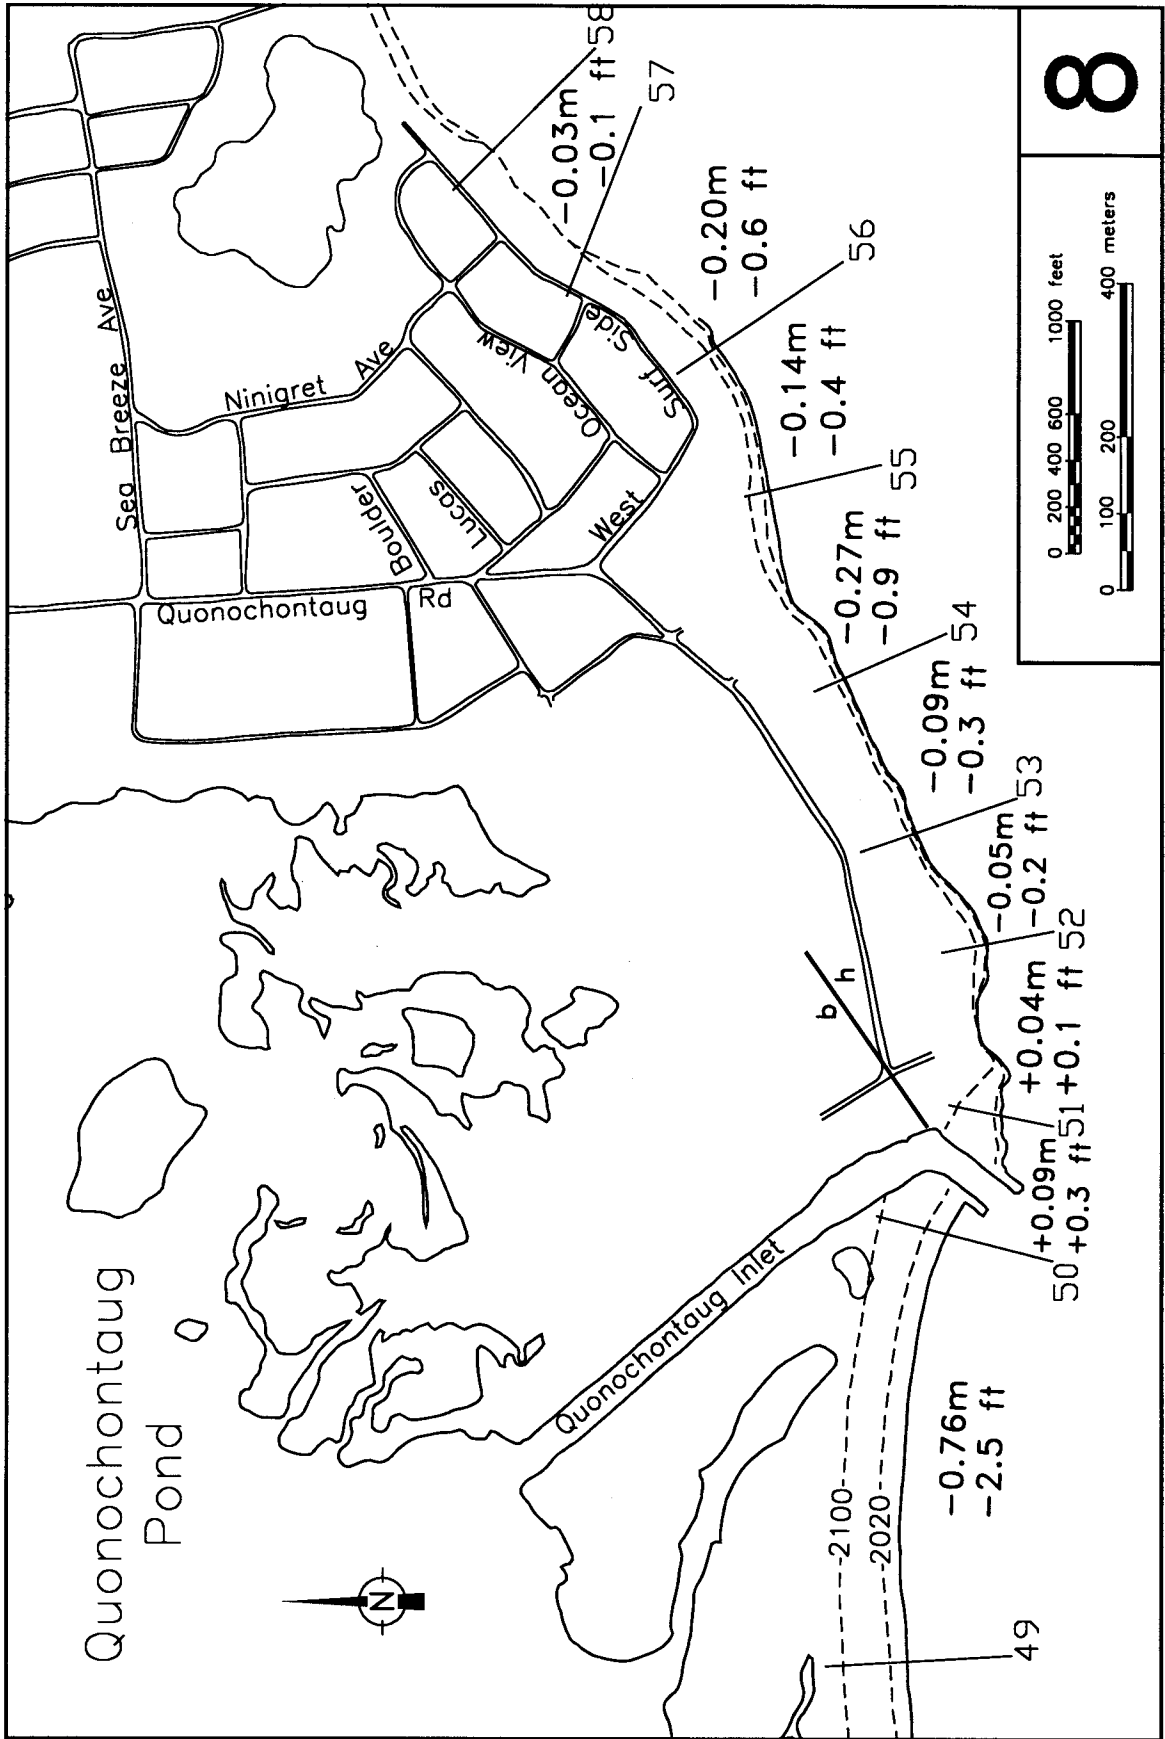 Quonochontaug
Pond
N
Sea Breeze Ave
Ninigret Ave
Quonochontaug Rd
Boulder
Lucas
West
Ocean View
Surf Side
Quonochontaug Inlet
b
h
-2100-
-2020-
49
-0.76m
-2.5 ft
50
+0.09m
+0.3 ft
51
+0.04m
+0.1 ft
52
-0.05m
-0.2 ft
53
-0.09m
-0.3 ft
54
-0.27m
-0.9 ft
55
-0.14m
-0.4 ft
56
-0.20m
-0.6 ft
57
-0.03m
-0.1 ft
58
0 200 400 600 1000 feet
0 100 200 400 meters
8